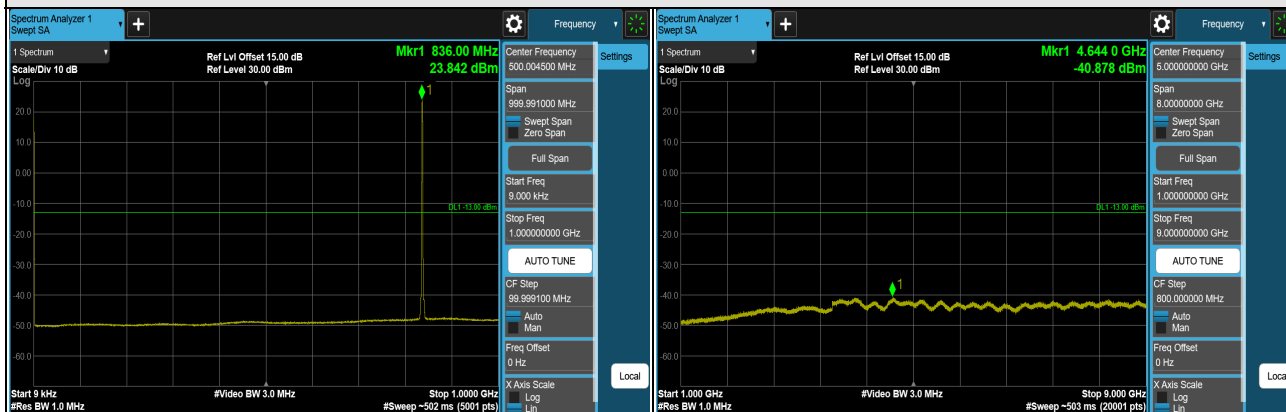 Spectrum Analyzer 1
Swept SA
+
Frequency
1 Spectrum
Scale/Div 10 dB
Log
Ref Lvl Offset 15.00 dB
Ref Level 30.00 dBm
Mkr1 836.00 MHz
23.842 dBm
1
20.0
10.0
0.00
-10.0
-20.0
-30.0
-40.0
-50.0
-60.0
DL1 -13.00 dBm
Start 9 kHz
#Res BW 1.0 MHz
#Video BW 3.0 MHz
Stop 1.0000 GHz
#Sweep ~502 ms (5001 pts)
Center Frequency
500.004500 MHz
Span
999.991000 MHz
Swept Span
Zero Span
Full Span
Start Freq
9.000 kHz
Stop Freq
1.000000000 GHz
AUTO TUNE
CF Step
99.999100 MHz
Auto
Man
Freq Offset
0 Hz
X Axis Scale
Log
Lin
Settings
Local
Spectrum Analyzer 1
Swept SA
+
Frequency
1 Spectrum
Scale/Div 10 dB
Log
Ref Lvl Offset 15.00 dB
Ref Level 30.00 dBm
Mkr1 4.644 0 GHz
-40.878 dBm
1
20.0
10.0
0.00
-10.0
-20.0
-30.0
-40.0
-50.0
-60.0
DL1 -13.00 dBm
Start 1.000 GHz
#Res BW 1.0 MHz
#Video BW 3.0 MHz
Stop 9.000 GHz
#Sweep ~503 ms (20001 pts)
Center Frequency
5.000000000 GHz
Span
8.00000000 GHz
Swept Span
Zero Span
Full Span
Start Freq
1.000000000 GHz
Stop Freq
9.000000000 GHz
AUTO TUNE
CF Step
800.000000 MHz
Auto
Man
Freq Offset
0 Hz
X Axis Scale
Log
Lin
Settings
Loca